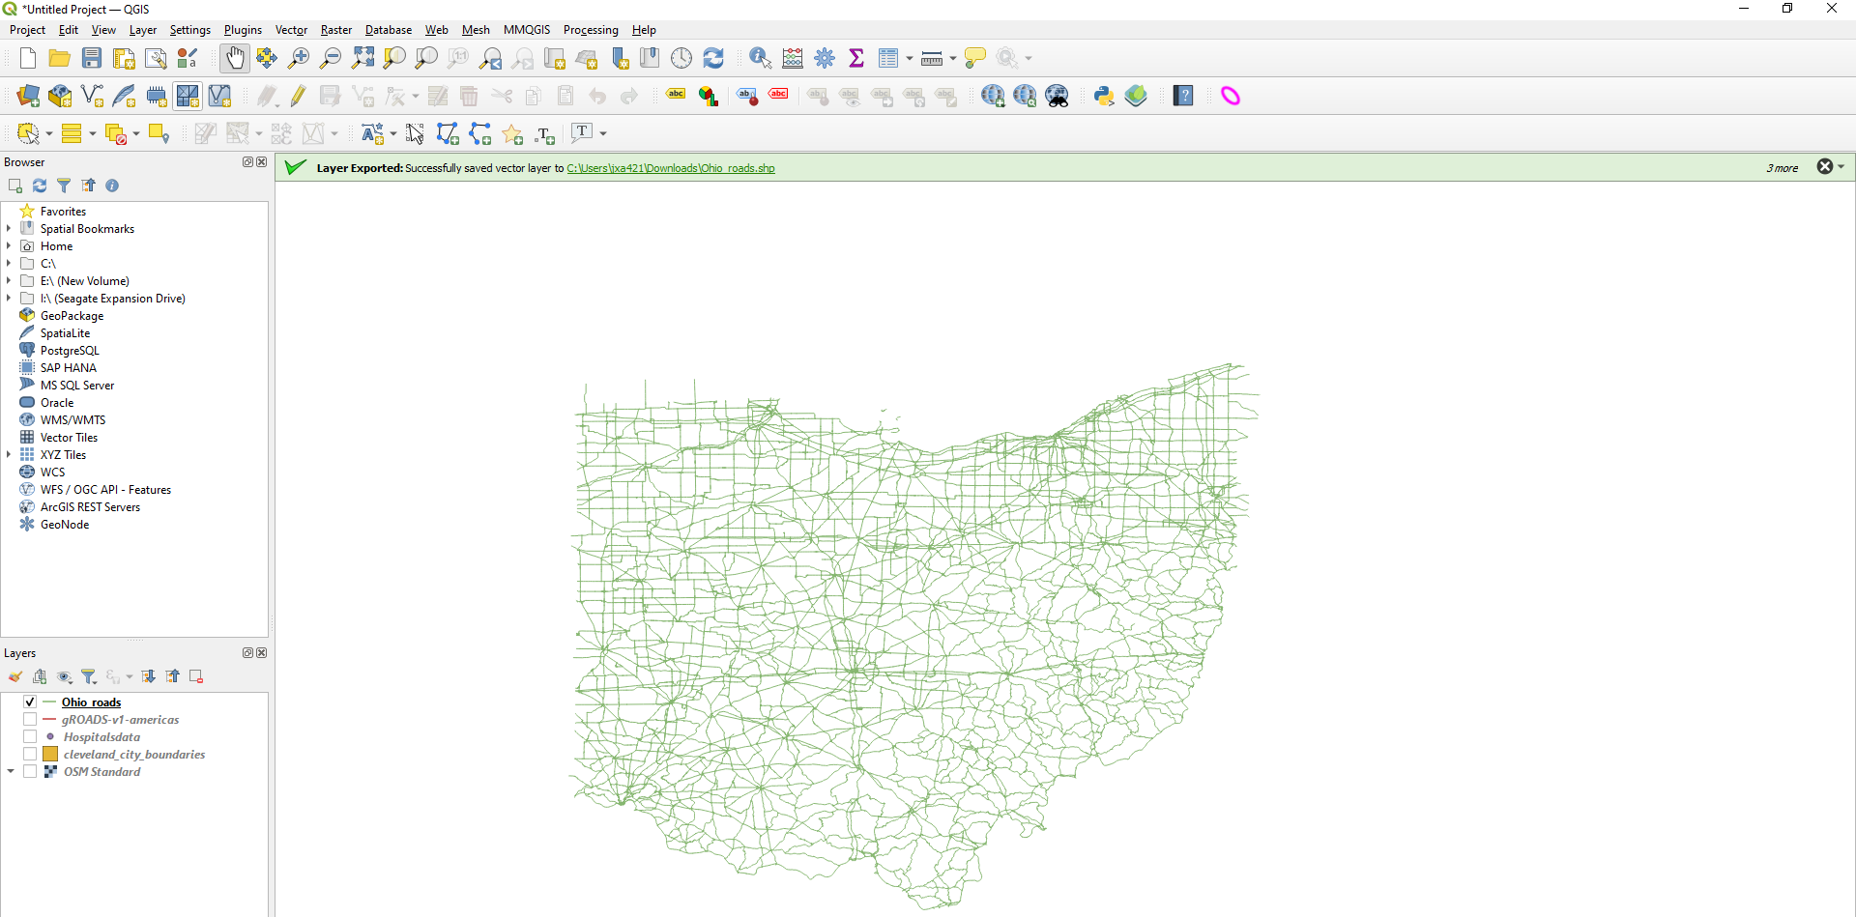 *Untitled Project — QGIS
Project Edit View Layer Settings Plugins Vector Raster Database Web Mesh MMQGIS Processing Help
Browser
Layer Exported: Successfully saved vector layer to C:\Users\jxa421\Downloads\Ohio_roads.shp
3 more
Favorites
Spatial Bookmarks
Home
C:\
E:\ (New Volume)
I:\ (Seagate Expansion Drive)
GeoPackage
SpatiaLite
PostgreSQL
SAP HANA
MS SQL Server
Oracle
WMS/WMTS
Vector Tiles
XYZ Tiles
WCS
WFS / OGC API - Features
ArcGIS REST Servers
GeoNode
Layers
Ohio_roads
gROADS-v1-americas
Hospitalsdata
cleveland_city_boundaries
OSM Standard